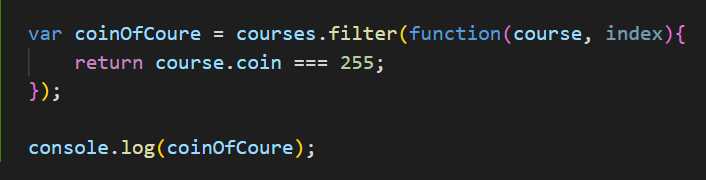 var coinOfCoure = courses.filter(function(course, index){
    return course.coin === 255;
});
console.log(coinOfCoure);